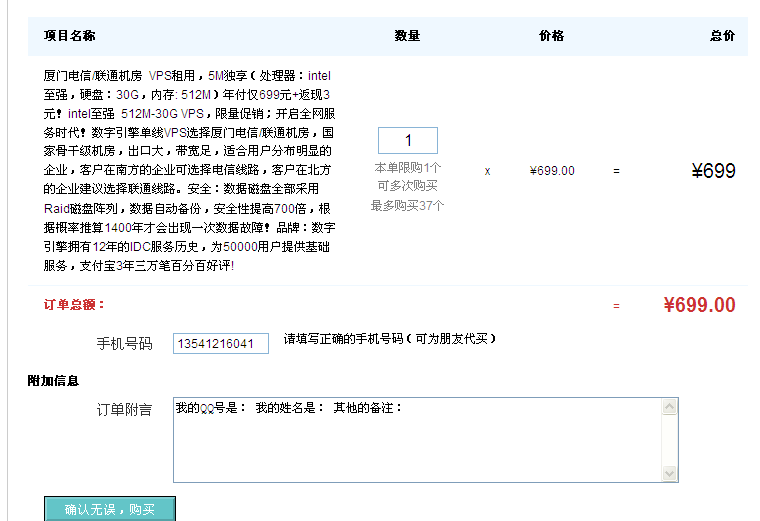 项目名称 数量 价格 总价
厦门电信/联通机房 VPS租用，5M独享（处理器：intel
至强，硬盘：30G，内存: 512M）年付仅699元+返现3
元！intel至强 512M-30G VPS，限量促销；开启全网服
务时代！数字引擎单线VPS选择厦门电信/联通机房，国
家骨干级机房，出口大，带宽足，适合用户分布明显的
企业，客户在南方的企业可选择电信线路，客户在北方
的企业建议选择联通线路。安全：数据磁盘全部采用
Raid磁盘阵列，数据自动备份，安全性提高700倍，根
据概率推算1400年才会出现一次数据故障！品牌：数字
引擎拥有12年的IDC服务历史，为50000用户提供基础
服务，支付宝3年三万笔百分百好评!
1
本单限购1个
可多次购买
最多购买37个
x ¥699.00 = ¥699
订单总额： = ¥699.00
手机号码 13541216041 请填写正确的手机号码（可为朋友代买）
附加信息
订单附言 我的QQ号是： 我的姓名是： 其他的备注：
确认无误，购买